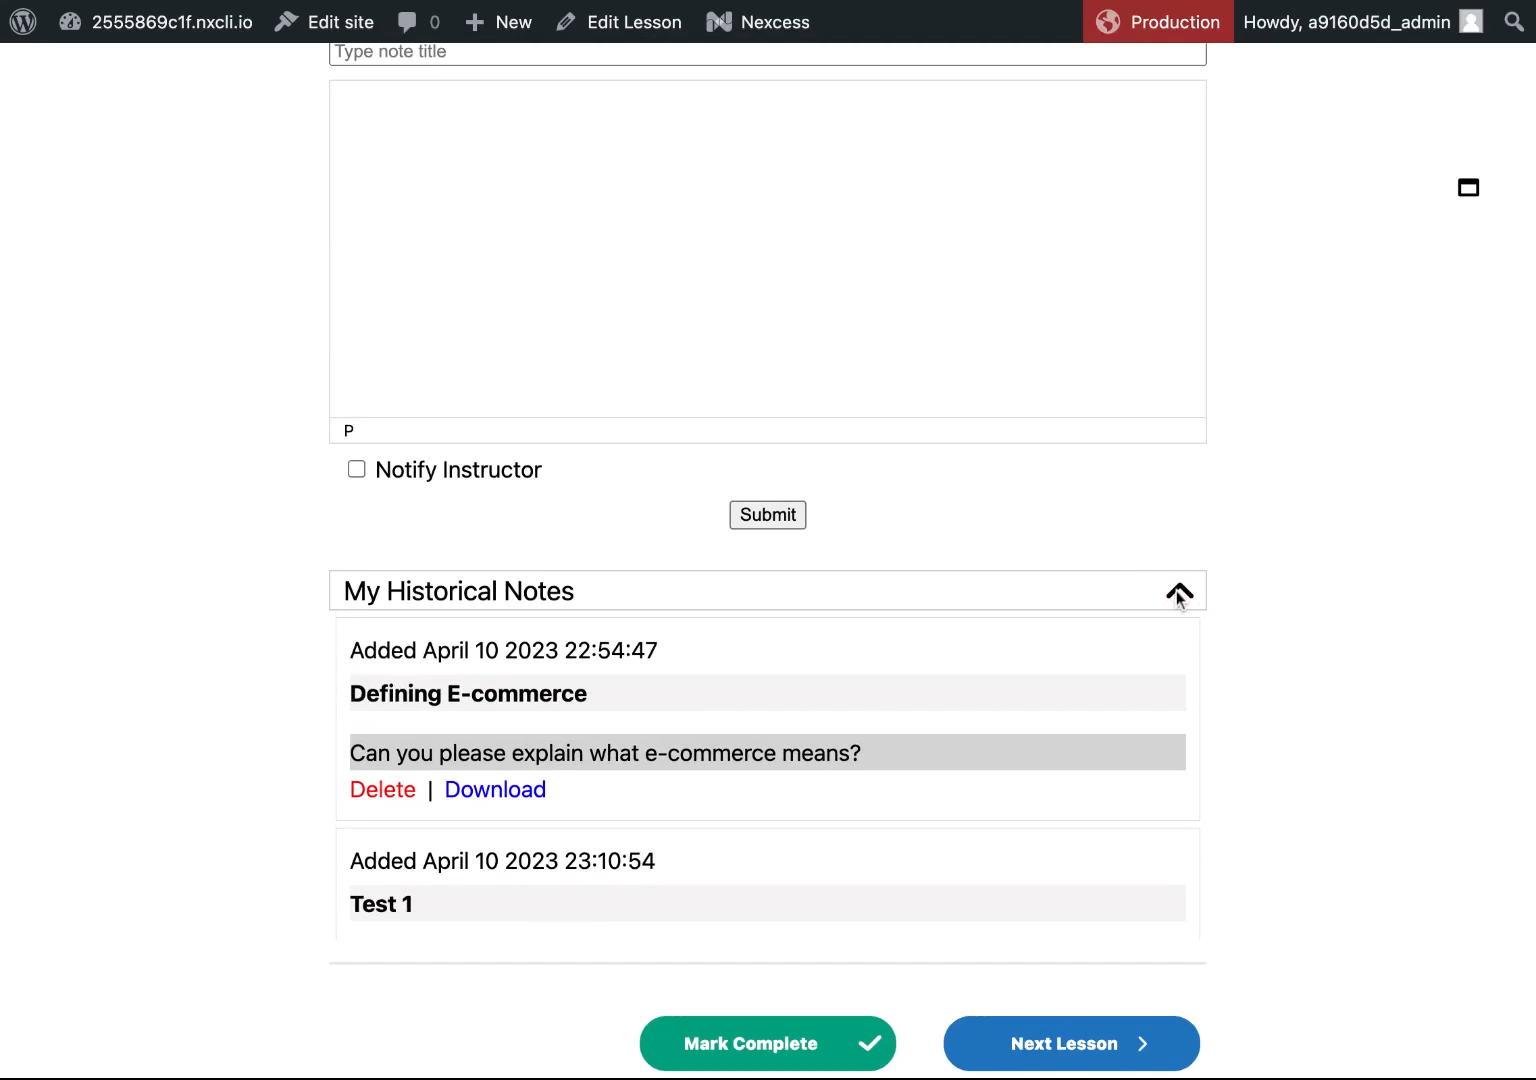 2555869c1f.nxcli.io Edit site 0 New Edit Lesson Nexcess Production Howdy, a9160d5d_admin
Type note title
P
Notify Instructor
Submit
My Historical Notes
Added April 10 2023 22:54:47
Defining E-commerce
Can you please explain what e-commerce means?
Delete | Download
Added April 10 2023 23:10:54
Test 1
Mark Complete
Next Lesson